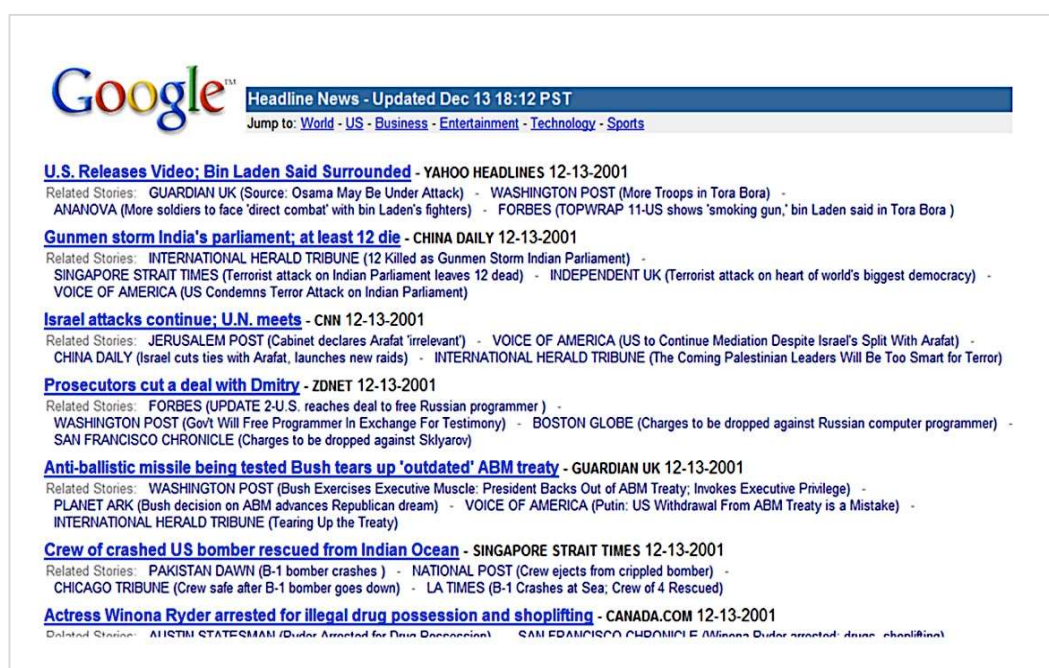 Google™
Headline News - Updated Dec 13 18:12 PST
Jump to: World - US - Business - Entertainment - Technology - Sports
U.S. Releases Video; Bin Laden Said Surrounded - YAHOO HEADLINES 12-13-2001
Related Stories: GUARDIAN UK (Source: Osama May Be Under Attack) - WASHINGTON POST (More Troops in Tora Bora) -
ANANOVA (More soldiers to face 'direct combat' with bin Laden's fighters) - FORBES (TOPWRAP 11-US shows 'smoking gun,' bin Laden said in Tora Bora )
Gunmen storm India's parliament; at least 12 die - CHINA DAILY 12-13-2001
Related Stories: INTERNATIONAL HERALD TRIBUNE (12 Killed as Gunmen Storm Indian Parliament) -
SINGAPORE STRAIT TIMES (Terrorist attack on Indian Parliament leaves 12 dead) - INDEPENDENT UK (Terrorist attack on heart of world's biggest democracy) -
VOICE OF AMERICA (US Condemns Terror Attack on Indian Parliament)
Israel attacks continue; U.N. meets - CNN 12-13-2001
Related Stories: JERUSALEM POST (Cabinet declares Arafat 'irrelevant') - VOICE OF AMERICA (US to Continue Mediation Despite Israel's Split With Arafat) -
CHINA DAILY (Israel cuts ties with Arafat, launches new raids) - INTERNATIONAL HERALD TRIBUNE (The Coming Palestinian Leaders Will Be Too Smart for Terror)
Prosecutors cut a deal with Dmitry - ZDNET 12-13-2001
Related Stories: FORBES (UPDATE 2-U.S. reaches deal to free Russian programmer ) -
WASHINGTON POST (Gov't Will Free Programmer In Exchange For Testimony) - BOSTON GLOBE (Charges to be dropped against Russian computer programmer) -
SAN FRANCISCO CHRONICLE (Charges to be dropped against Sklyarov)
Anti-ballistic missile being tested Bush tears up 'outdated' ABM treaty - GUARDIAN UK 12-13-2001
Related Stories: WASHINGTON POST (Bush Exercises Executive Muscle: President Backs Out of ABM Treaty; Invokes Executive Privilege) -
PLANET ARK (Bush decision on ABM advances Republican dream) - VOICE OF AMERICA (Putin: US Withdrawal From ABM Treaty is a Mistake) -
INTERNATIONAL HERALD TRIBUNE (Tearing Up the Treaty)
Crew of crashed US bomber rescued from Indian Ocean - SINGAPORE STRAIT TIMES 12-13-2001
Related Stories: PAKISTAN DAWN (B-1 bomber crashes ) - NATIONAL POST (Crew ejects from crippled bomber) -
CHICAGO TRIBUNE (Crew safe after B-1 bomber goes down) - LA TIMES (B-1 Crashes at Sea; Crew of 4 Rescued)
Actress Winona Ryder arrested for illegal drug possession and shoplifting - CANADA.COM 12-13-2001
Related Stories: AUSTIN STATESMAN (Ryder Arrested for Drug Possession) SAN FRANCISCO CHRONICLE (Winona Ryder arrested: drugs, shoplifting)